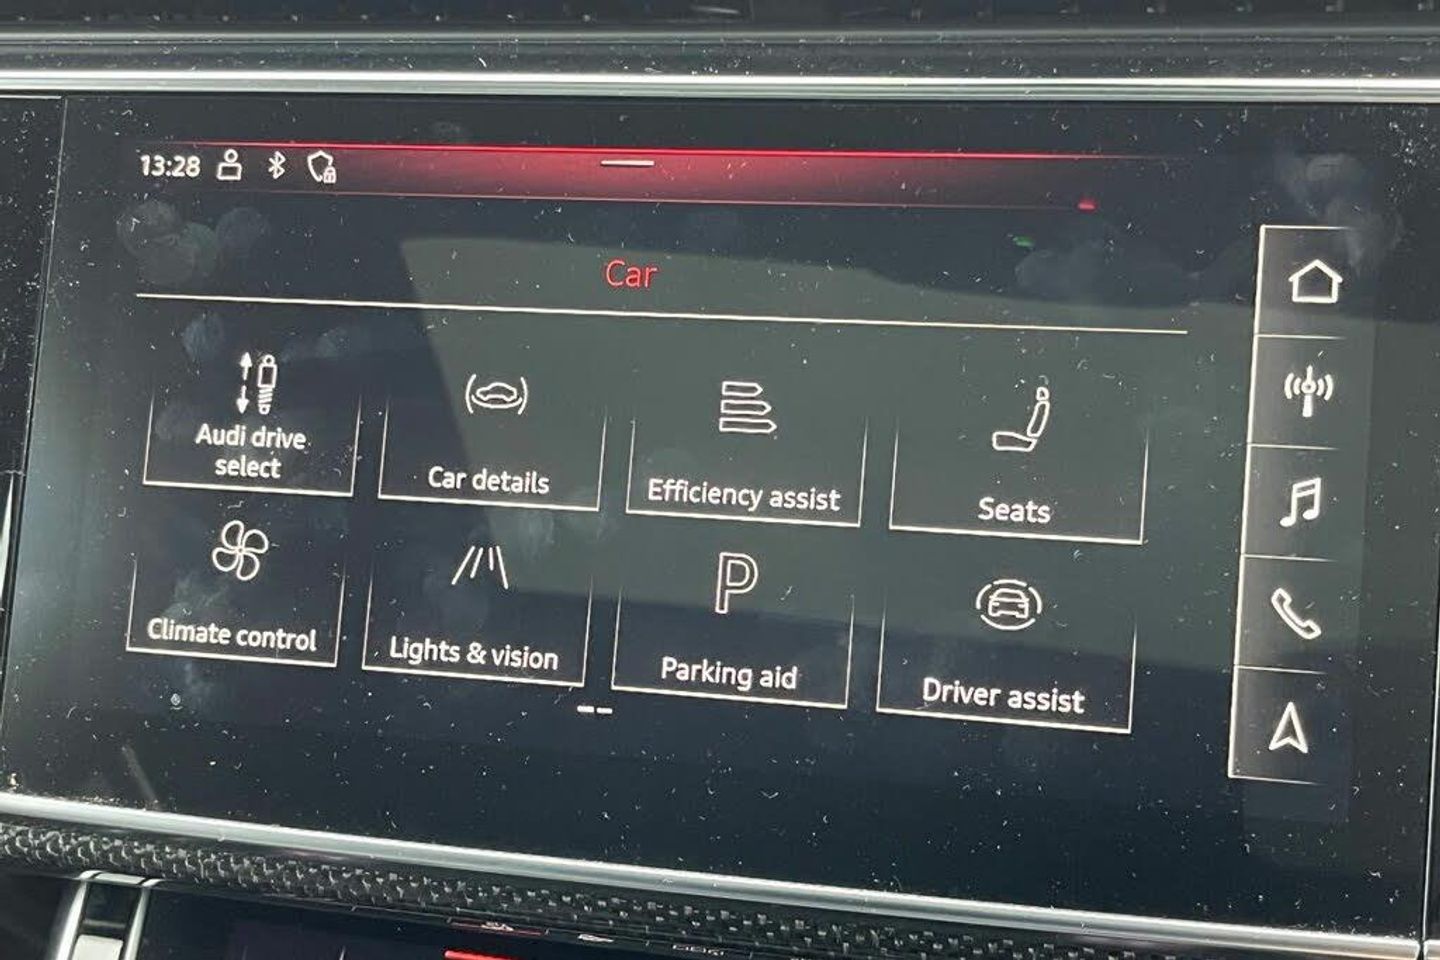 13:28
Car
Audi drive
select
Car details
Efficiency assist
Seats
Climate control
Lights & vision
P
Parking aid
Driver assist